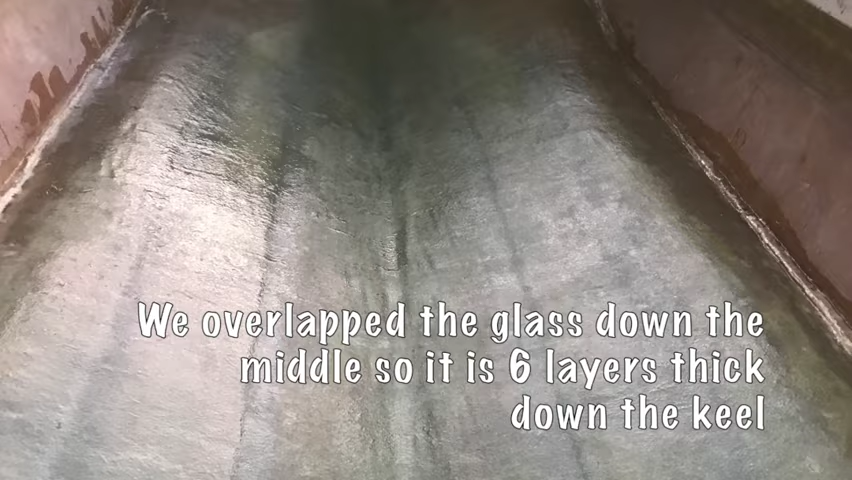 We overlapped the glass down the
middle so it is 6 layers thick
down the keel